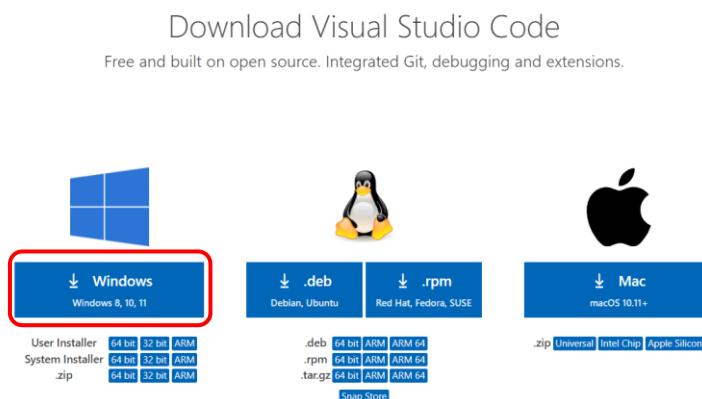 Download Visual Studio Code
Free and built on open source. Integrated Git, debugging and extensions.
Windows
Windows 8, 10, 11
User Installer 64 bit 32 bit ARM
System Installer 64 bit 32 bit ARM
.zip 64 bit 32 bit ARM
.deb
Debian, Ubuntu
.rpm
Red Hat, Fedora, SUSE
.deb 64 bit ARM ARM 64
.rpm 64 bit ARM ARM 64
.tar.gz 64 bit ARM ARM 64
Snap Store
Mac
macOS 10.11+
.zip Universal Intel Chip Apple Silicon